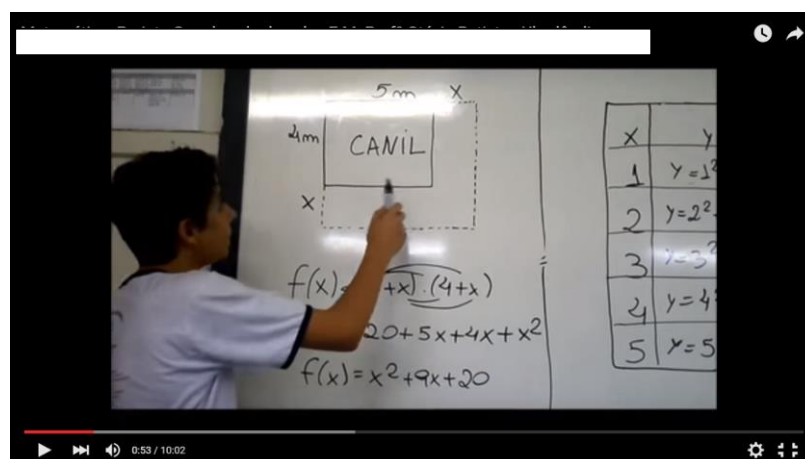 5m X
4m
CANIL
X
f(x) +x).(4+x)
20+5x+4x+x²
f(x)=x²+9x+20
X Y
1 Y=1²
2 Y=2²
3 Y=3²
4 Y=4
5 Y=5
0:53 / 10:02